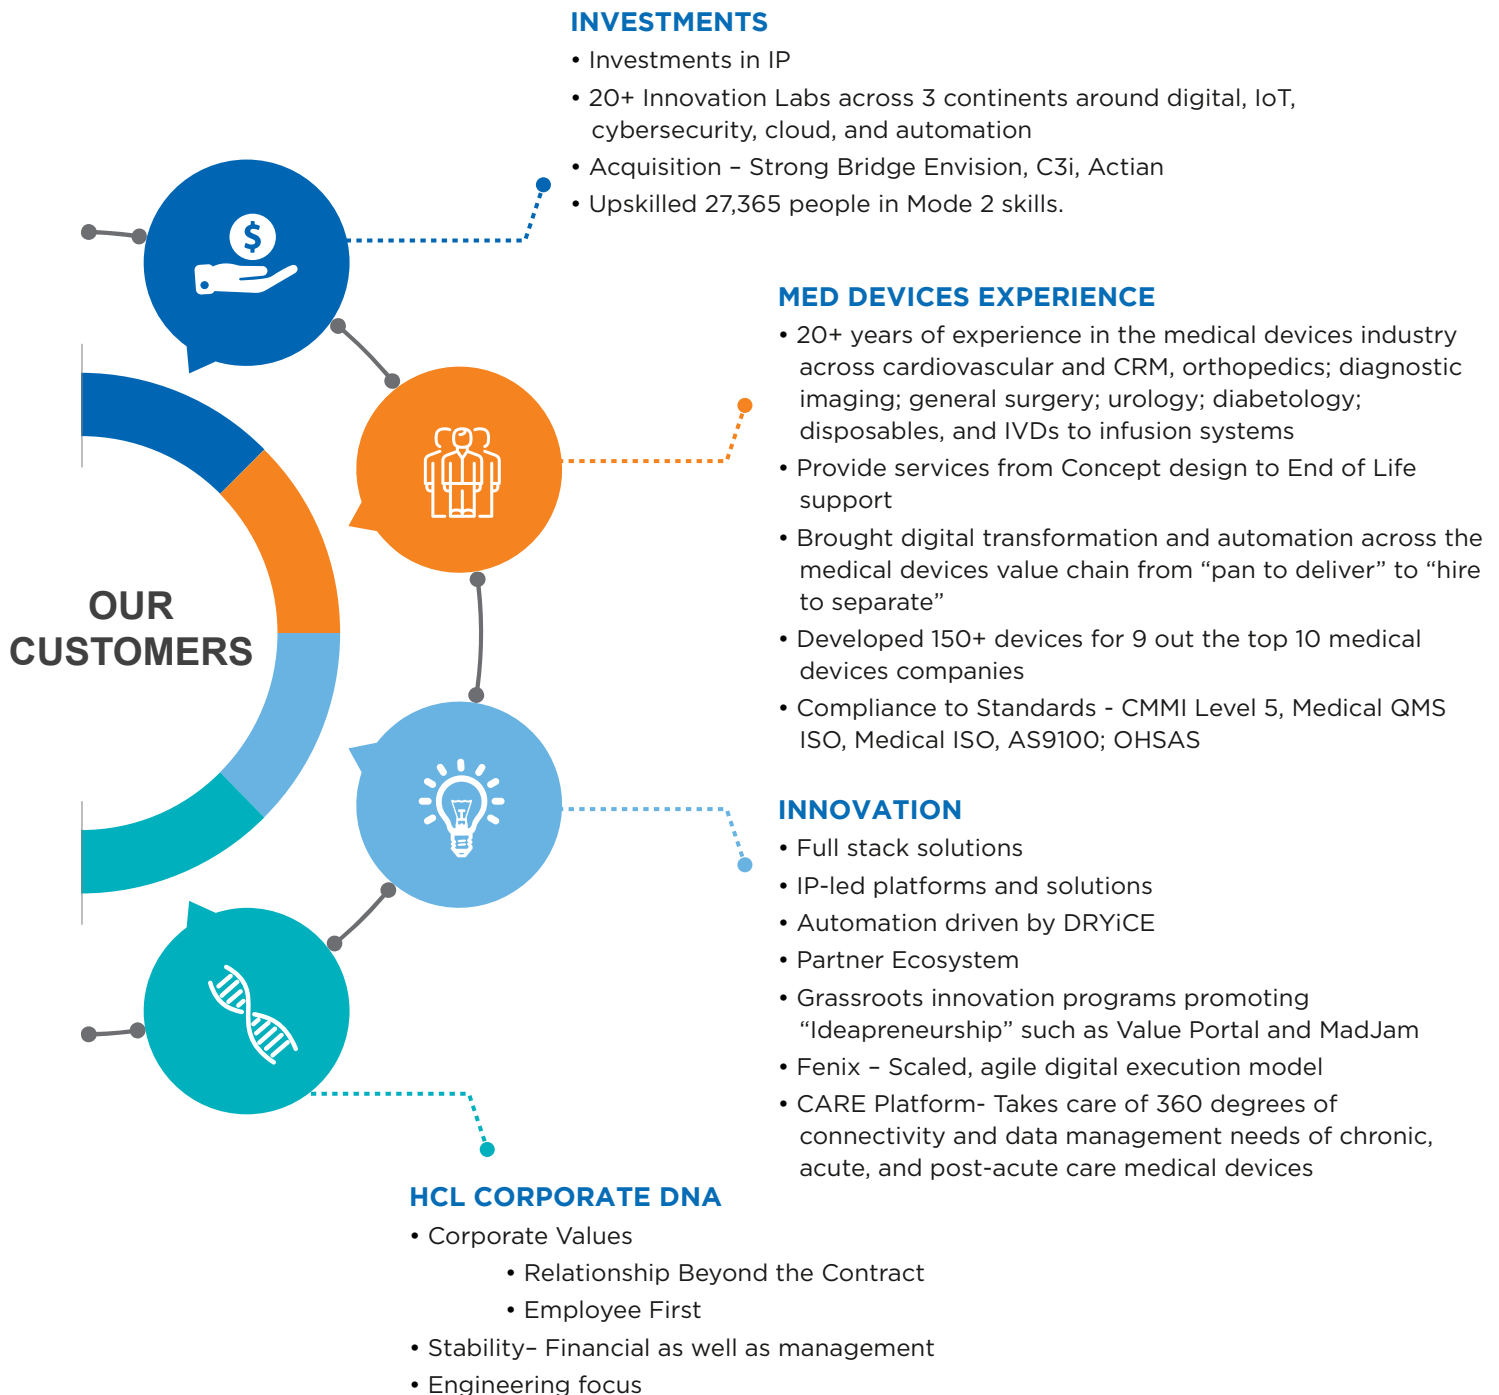 INVESTMENTS
• Investments in IP
• 20+ Innovation Labs across 3 continents around digital, IoT,
cybersecurity, cloud, and automation
• Acquisition – Strong Bridge Envision, C3i, Actian
• Upskilled 27,365 people in Mode 2 skills.
$
MED DEVICES EXPERIENCE
• 20+ years of experience in the medical devices industry
across cardiovascular and CRM, orthopedics; diagnostic
imaging; general surgery; urology; diabetology;
disposables, and IVDs to infusion systems
• Provide services from Concept design to End of Life
support
• Brought digital transformation and automation across the
medical devices value chain from “pan to deliver” to “hire
to separate”
• Developed 150+ devices for 9 out the top 10 medical
devices companies
• Compliance to Standards - CMMI Level 5, Medical QMS
ISO, Medical ISO, AS9100; OHSAS
OUR
CUSTOMERS
INNOVATION
• Full stack solutions
• IP-led platforms and solutions
• Automation driven by DRYiCE
• Partner Ecosystem
• Grassroots innovation programs promoting
“Ideapreneurship” such as Value Portal and MadJam
• Fenix – Scaled, agile digital execution model
• CARE Platform- Takes care of 360 degrees of
connectivity and data management needs of chronic,
acute, and post-acute care medical devices
HCL CORPORATE DNA
• Corporate Values
• Relationship Beyond the Contract
• Employee First
• Stability– Financial as well as management
• Engineering focus